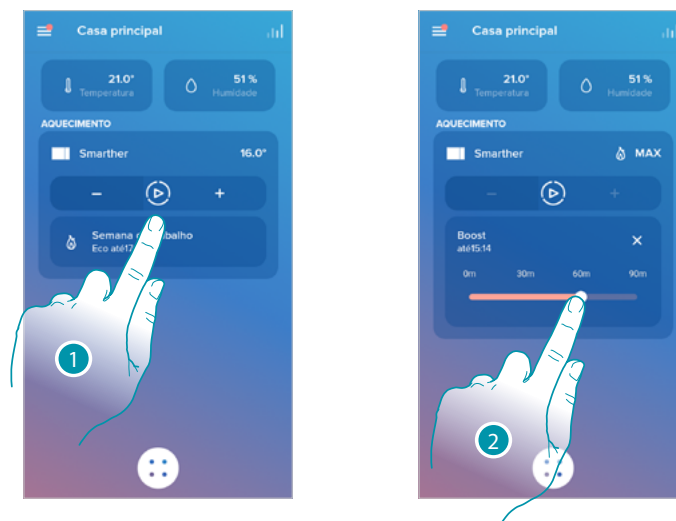 Casa principal
21.0°
Temperatura
51 %
Humidade
AQUECIMENTO
Smarther
16.0°
−
+
Semana
balho
Eco até17
1
Casa principal
21.0°
Temperatura
51 %
Humidade
AQUECIMENTO
Smarther
MAX
−
+
Boost
até15:14
0m 30m 60m 90m
2